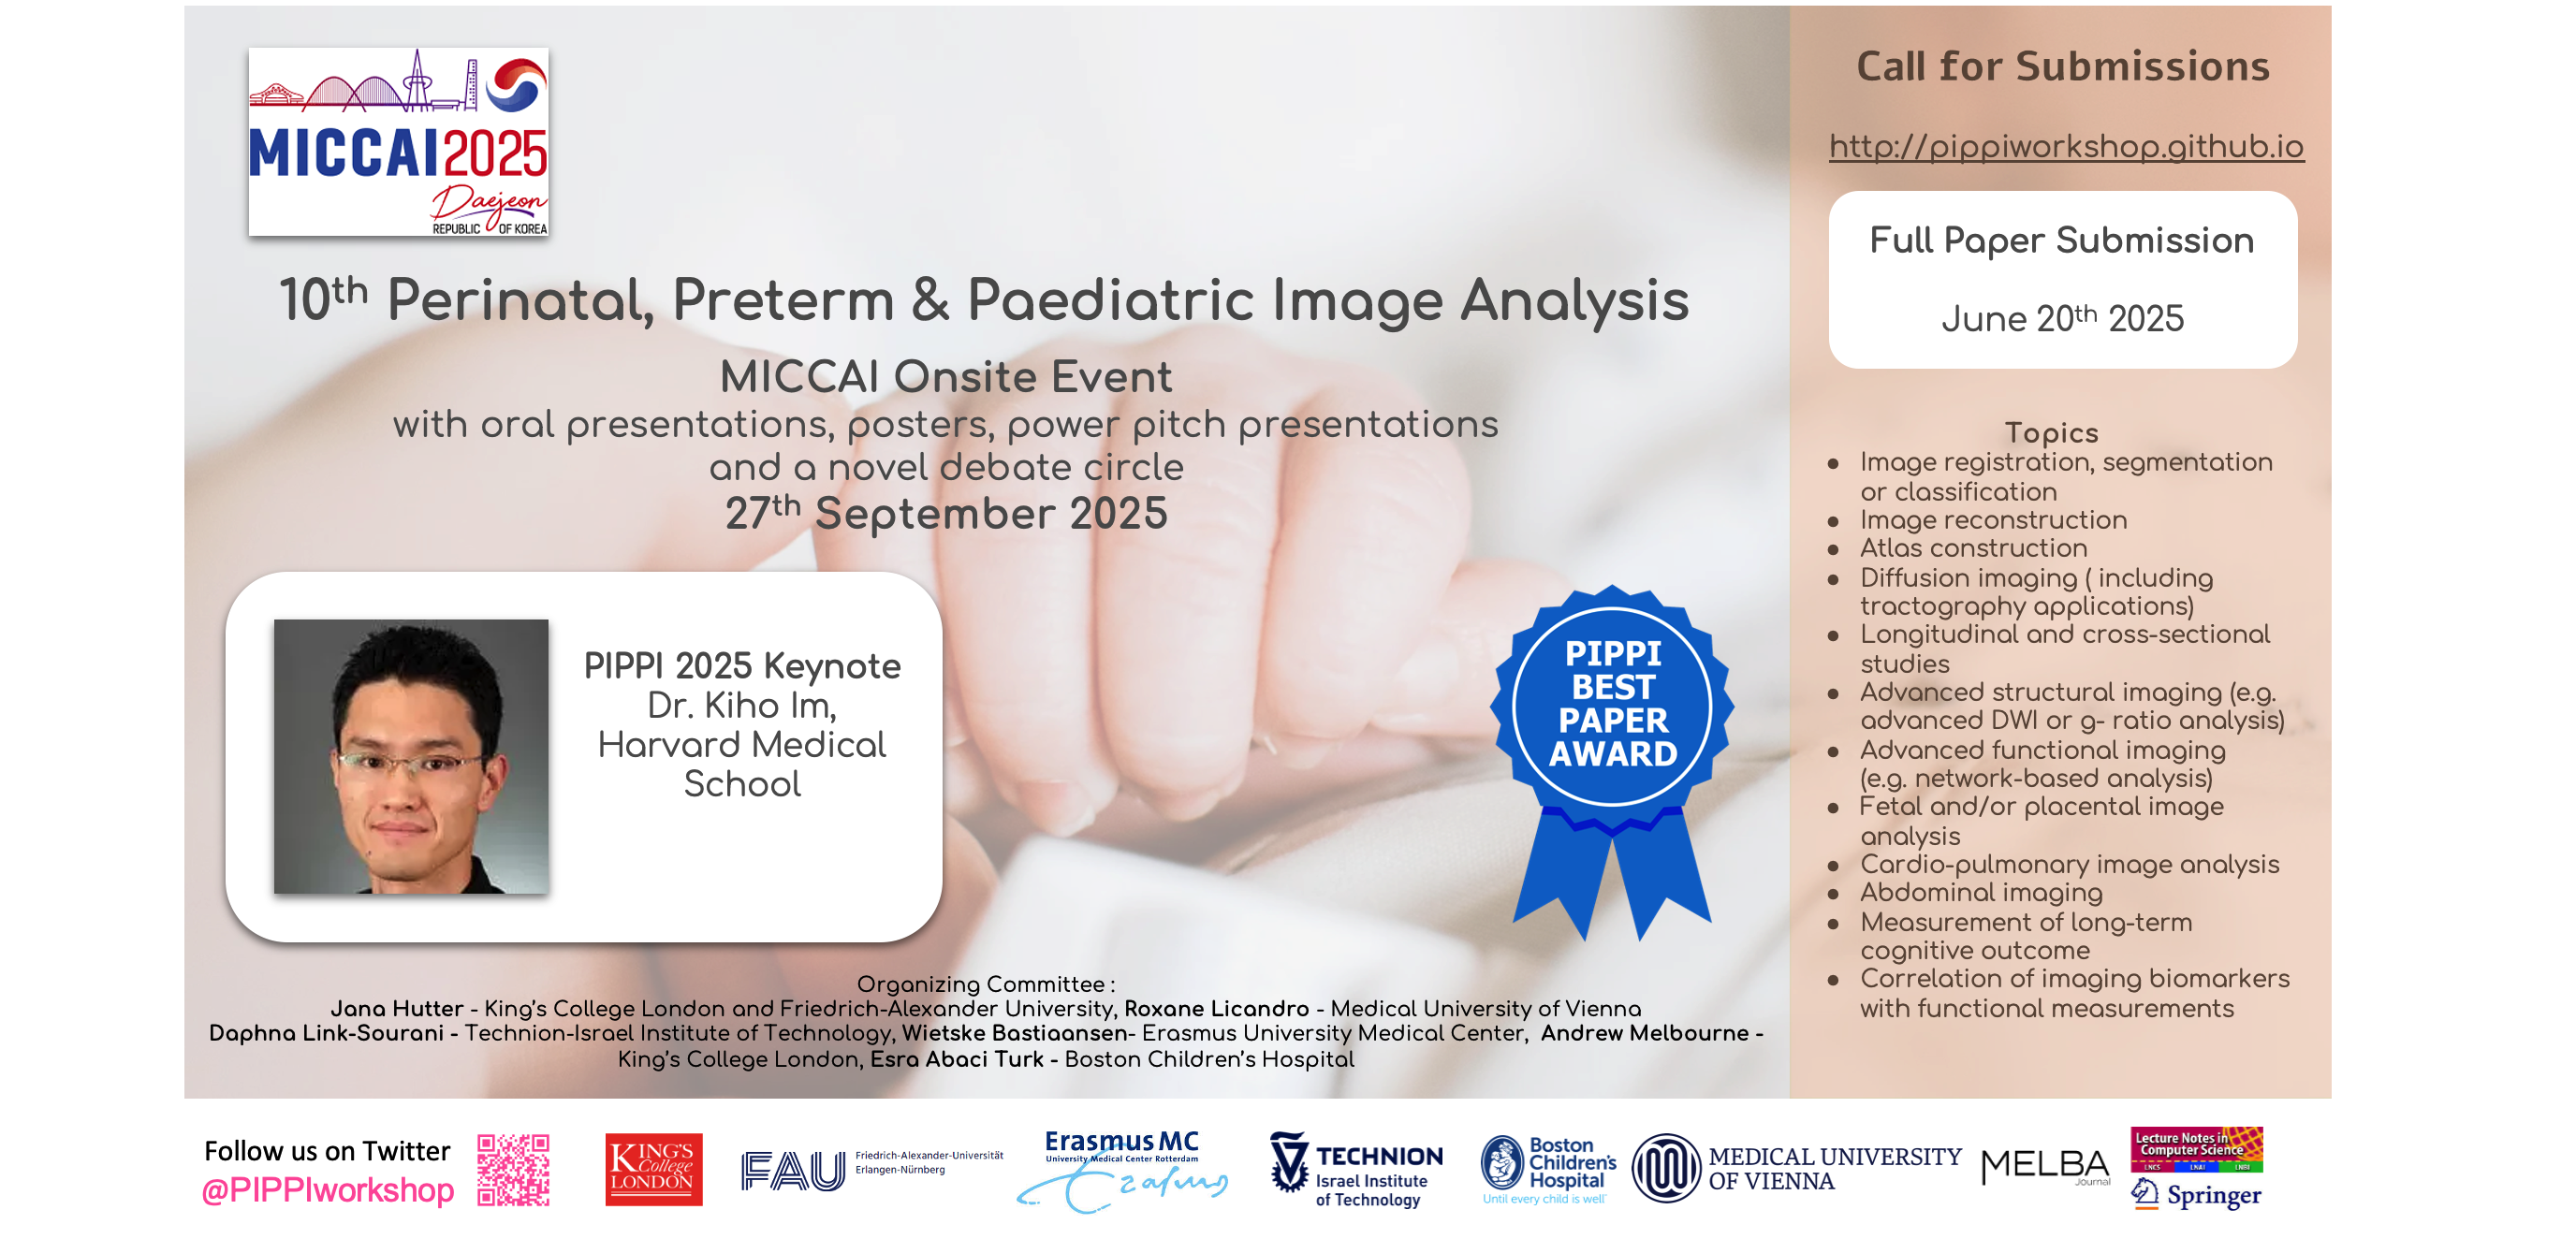 MICCAI2025
Daejeon
REPUBLIC OF KOREA
10th Perinatal, Preterm & Paediatric Image Analysis
MICCAI Onsite Event
with oral presentations, posters, power pitch presentations
and a novel debate circle
27th September 2025
PIPPI 2025 Keynote
Dr. Kiho Im,
Harvard Medical
School
PIPPI
BEST
PAPER
AWARD
Organizing Committee :
Jana Hutter - King's College London and Friedrich-Alexander University, Roxane Licandro - Medical University of Vienna
Daphna Link-Sourani - Technion-Israel Institute of Technology, Wietske Bastiaansen- Erasmus University Medical Center, Andrew Melbourne -
King's College London, Esra Abaci Turk - Boston Children's Hospital
Call for Submissions
http://pippiworkshop.github.io
Full Paper Submission
June 20th 2025
Topics
● Image registration, segmentation
or classification
● Image reconstruction
● Atlas construction
● Diffusion imaging ( including
tractography applications)
● Longitudinal and cross-sectional
studies
● Advanced structural imaging (e.g.
advanced DWI or g- ratio analysis)
● Advanced functional imaging
(e.g. network-based analysis)
● Fetal and/or placental image
analysis
● Cardio-pulmonary image analysis
● Abdominal imaging
● Measurement of long-term
cognitive outcome
● Correlation of imaging biomarkers
with functional measurements
Follow us on Twitter
@PIPPIworkshop
KING'S
College
LONDON
FAU
Friedrich-Alexander-Universität
Erlangen-Nürnberg
Erasmus MC
University Medical Center Rotterdam
Erasmus
TECHNION
Israel Institute
of Technology
Boston
Children's
Hospital
Until every child is well
MEDICAL UNIVERSITY
OF VIENNA
MELBA
Journal
Lecture Notes in
Computer Science
LNCS LNAI LNBI
Springer